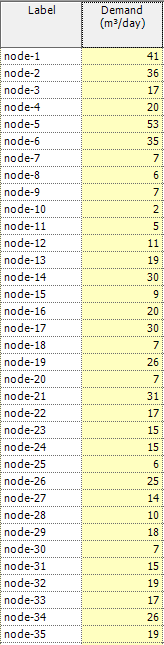 Label Demand
(m³/day)
node-1 41
node-2 36
node-3 17
node-4 20
node-5 53
node-6 35
node-7 7
node-8 6
node-9 7
node-10 2
node-11 5
node-12 11
node-13 19
node-14 30
node-15 9
node-16 20
node-17 30
node-18 7
node-19 26
node-20 7
node-21 31
node-22 17
node-23 15
node-24 15
node-25 6
node-26 25
node-27 14
node-28 10
node-29 18
node-30 7
node-31 15
node-32 19
node-33 17
node-34 26
node-35 19